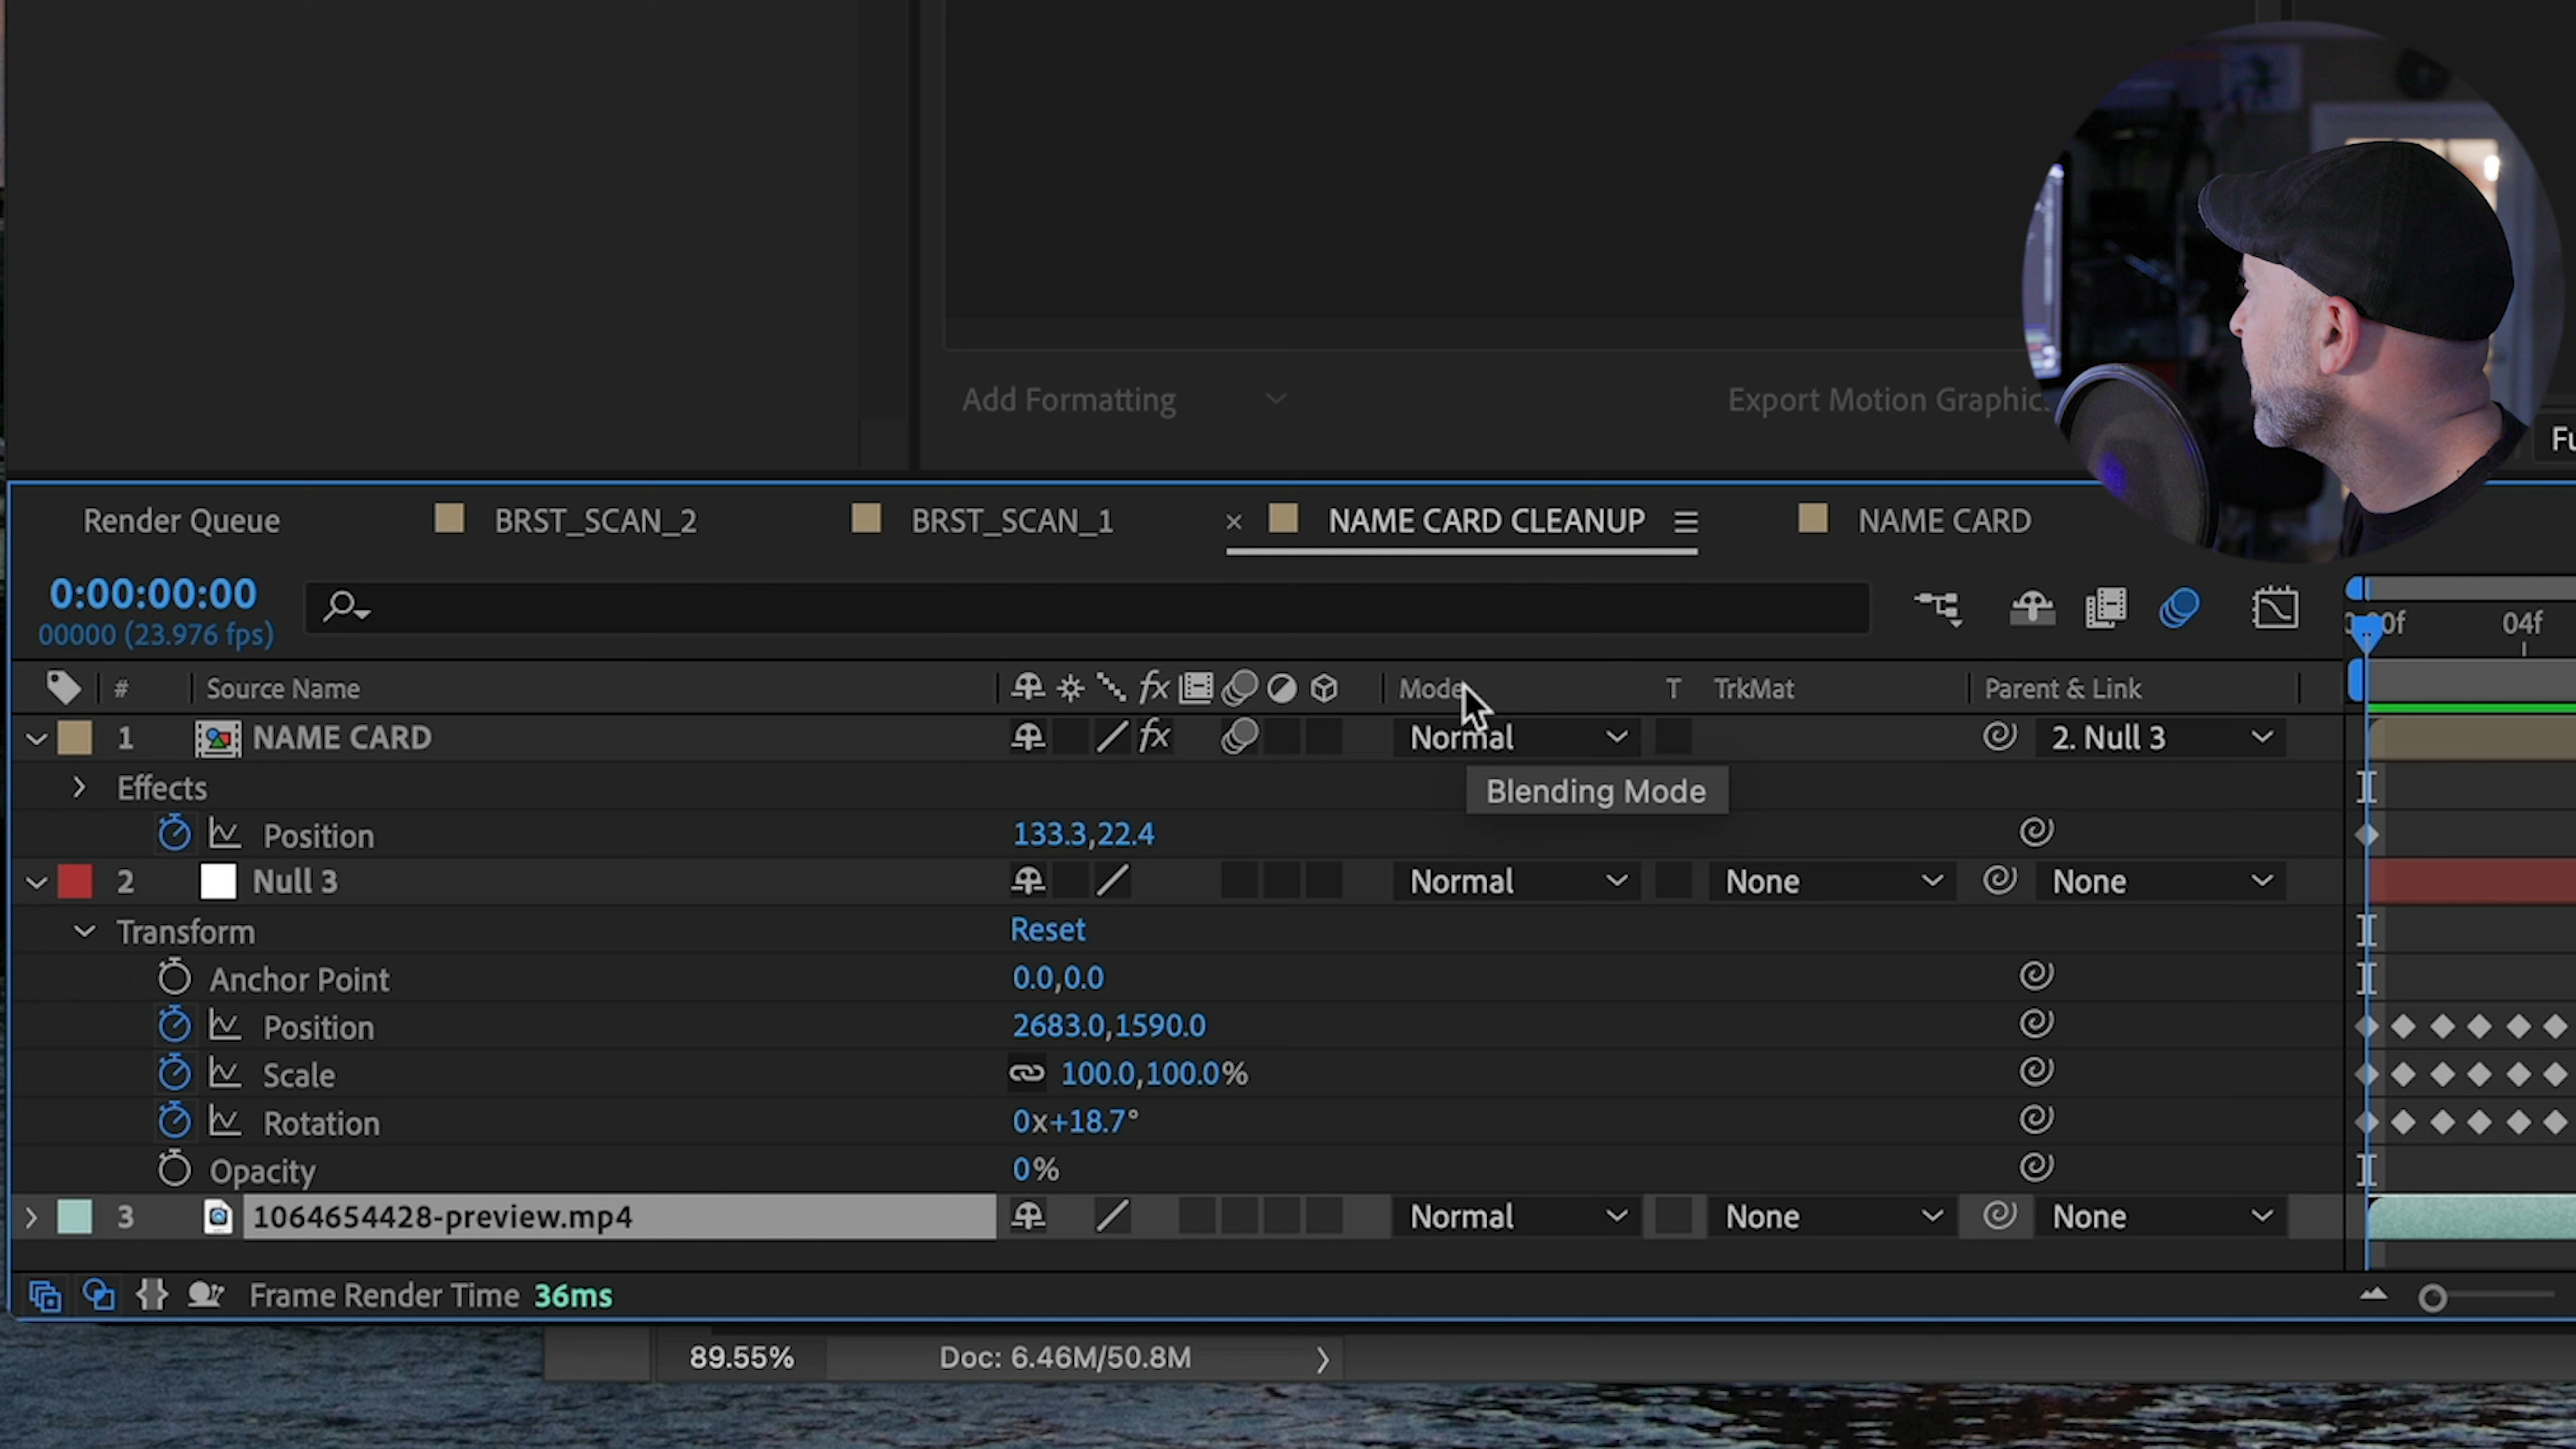 Add Formatting
Export Motion Graphics
Render Queue BRST_SCAN_2 BRST_SCAN_1 × NAME CARD CLEANUP NAME CARD
0:00:00:00
00000 (23.976 fps)
04f
# Source Name fx Mode T TrkMat Parent & Link
1 NAME CARD fx Normal 2. Null 3
Effects
Blending Mode
Position 133.3,22.4
2 Null 3 Normal None None
Transform Reset
Anchor Point 0.0,0.0
Position 2683.0,1590.0
Scale 100.0,100.0%
Rotation 0x+18.7°
Opacity 0%
3 1064654428-preview.mp4 Normal None None
Frame Render Time 36ms
89.55% Doc: 6.46M/50.8M